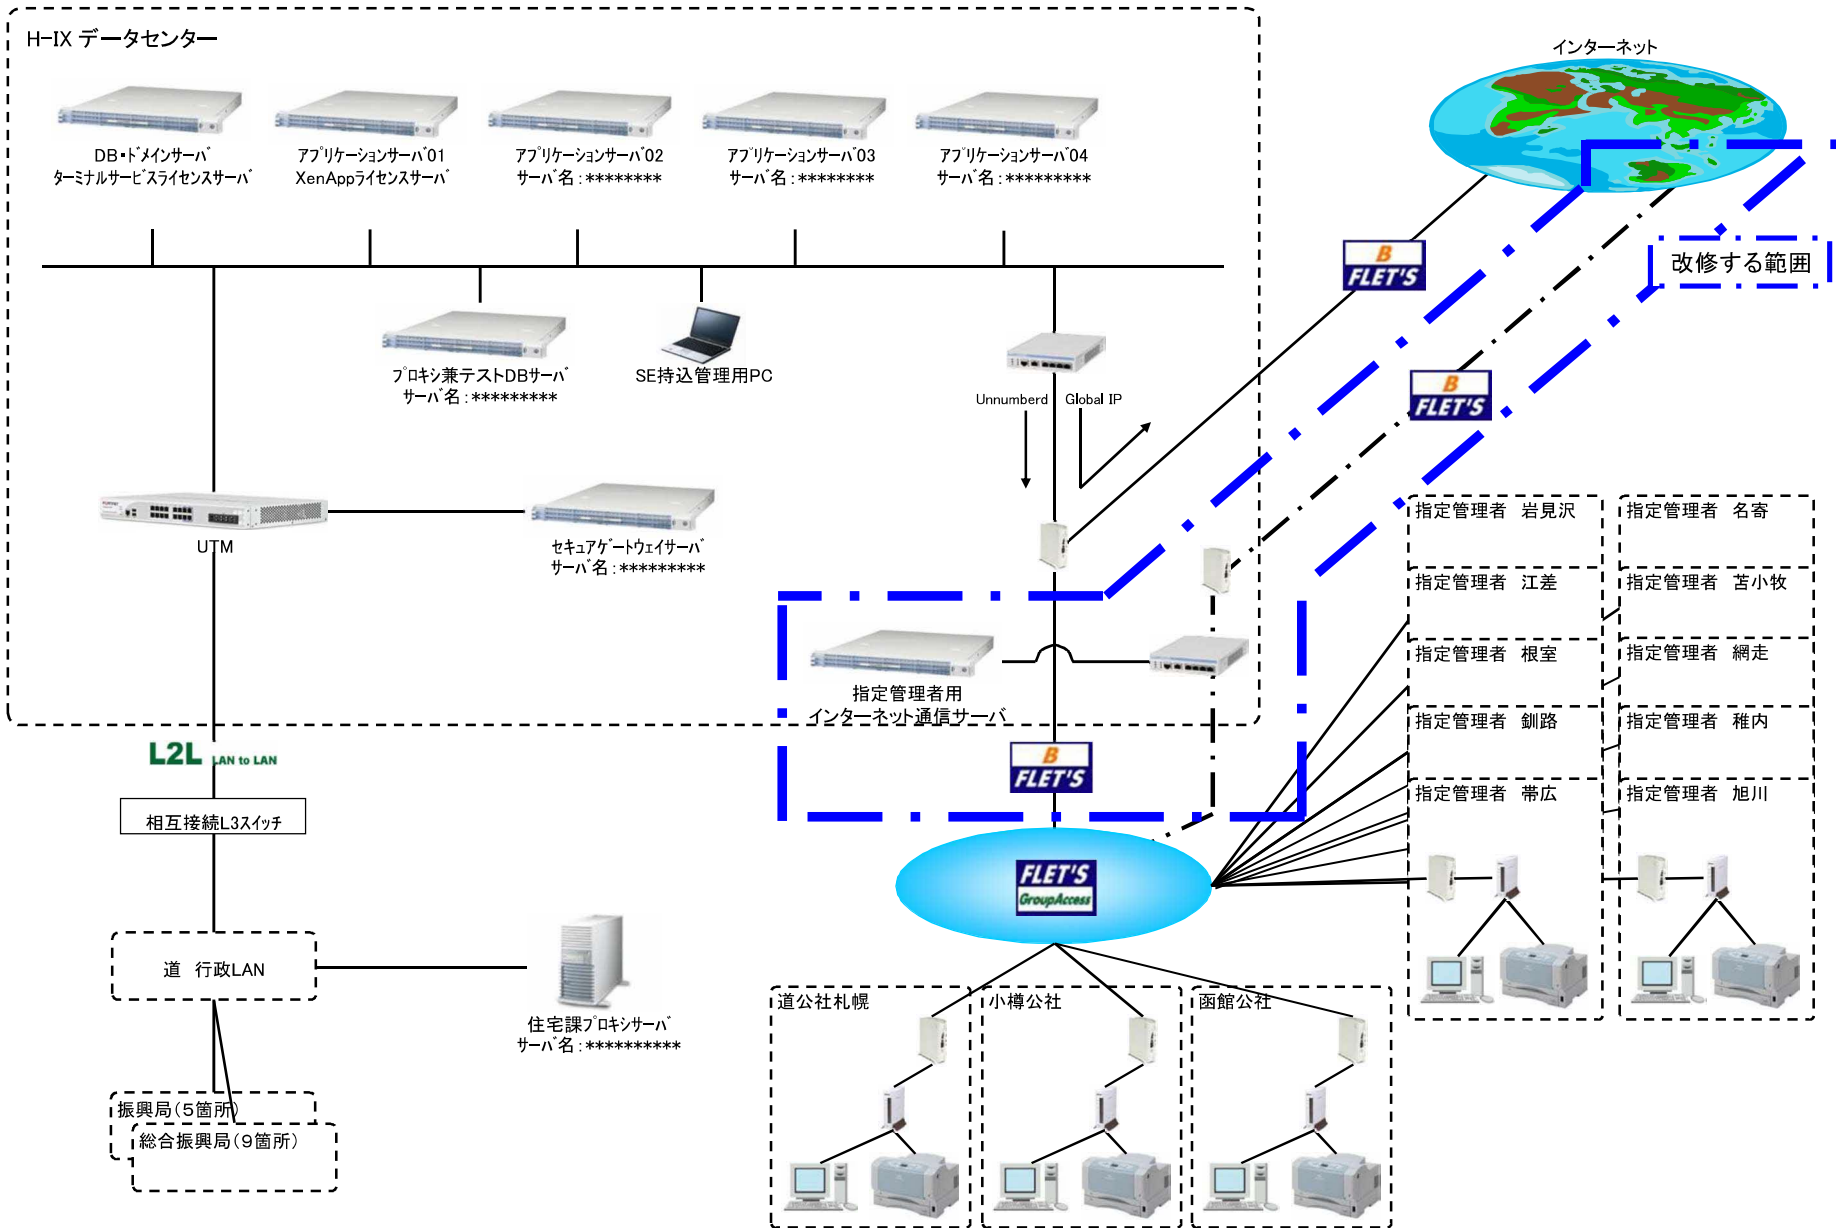 H-IX データセンター
インターネット
DB・ドメインサーバ
ターミナルサービスライセンスサーバ
アプリケーションサーバ01
XenAppライセンスサーバ
アプリケーションサーバ02
サーバ名:********
アプリケーションサーバ03
サーバ名:********
アプリケーションサーバ04
サーバ名:*********
B
FLET'S
改修する範囲
プロキシ兼テストDBサーバ
サーバ名:*********
SE持込管理用PC
Unnumberd
Global IP
B
FLET'S
UTM
セキュアゲートウェイサーバ
サーバ名:*********
指定管理者 岩見沢
指定管理者 名寄
指定管理者 江差
指定管理者 苫小牧
指定管理者 根室
指定管理者 網走
指定管理者用
インターネット通信サーバ
指定管理者 釧路
指定管理者 稚内
L2L LAN to LAN
B
FLET'S
指定管理者 帯広
指定管理者 旭川
相互接続L3スイッチ
FLET'S
GroupAccess
道 行政LAN
道公社札幌
小樽公社
函館公社
住宅課プロキシサーバ
サーバ名:**********
振興局(5箇所)
総合振興局(9箇所)